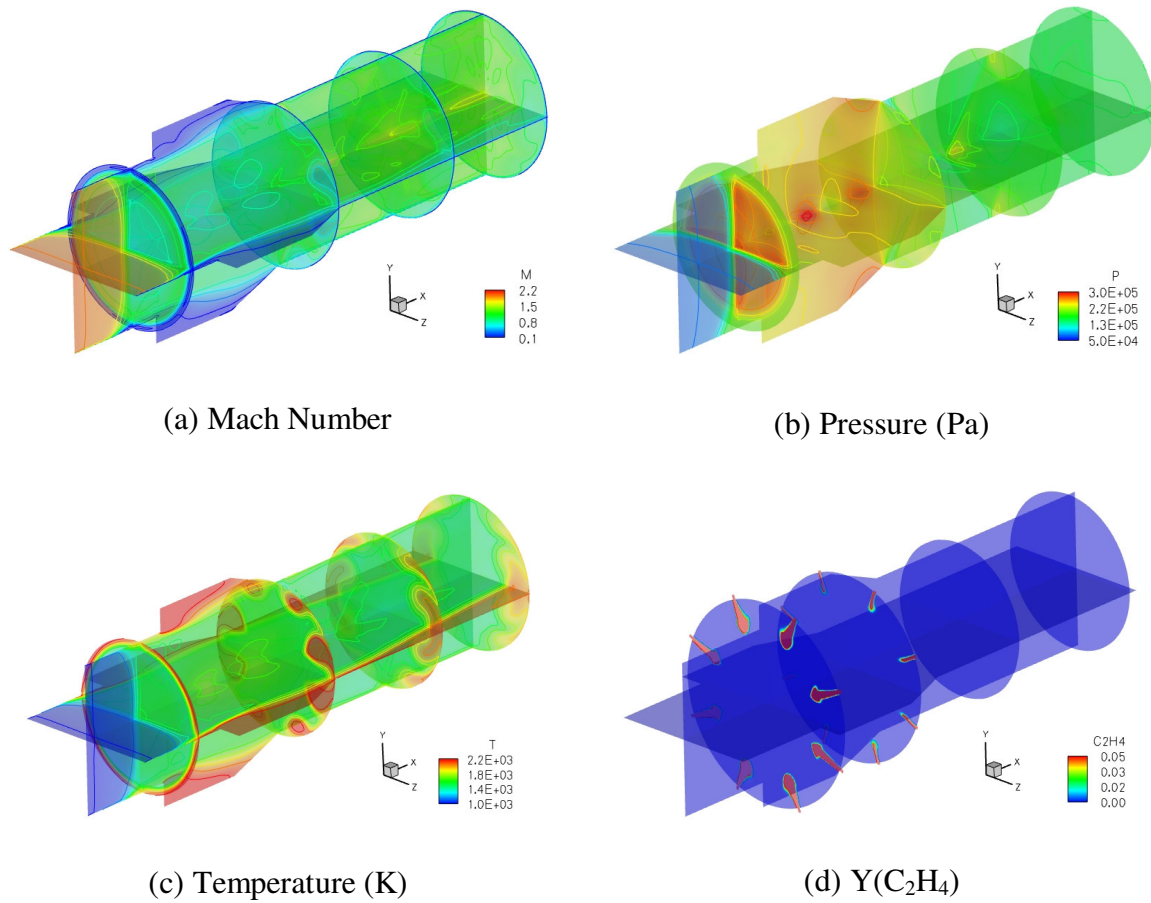 Y
X
Z
M
2.2
1.5
0.8
0.1
(a) Mach Number
Y
X
Z
P
3.0E+05
2.2E+05
1.3E+05
5.0E+04
(b) Pressure (Pa)
Y
X
Z
T
2.2E+03
1.8E+03
1.4E+03
1.0E+03
(c) Temperature (K)
Y
X
Z
C2H4
0.05
0.03
0.02
0.00
(d) Y(C₂H₄)